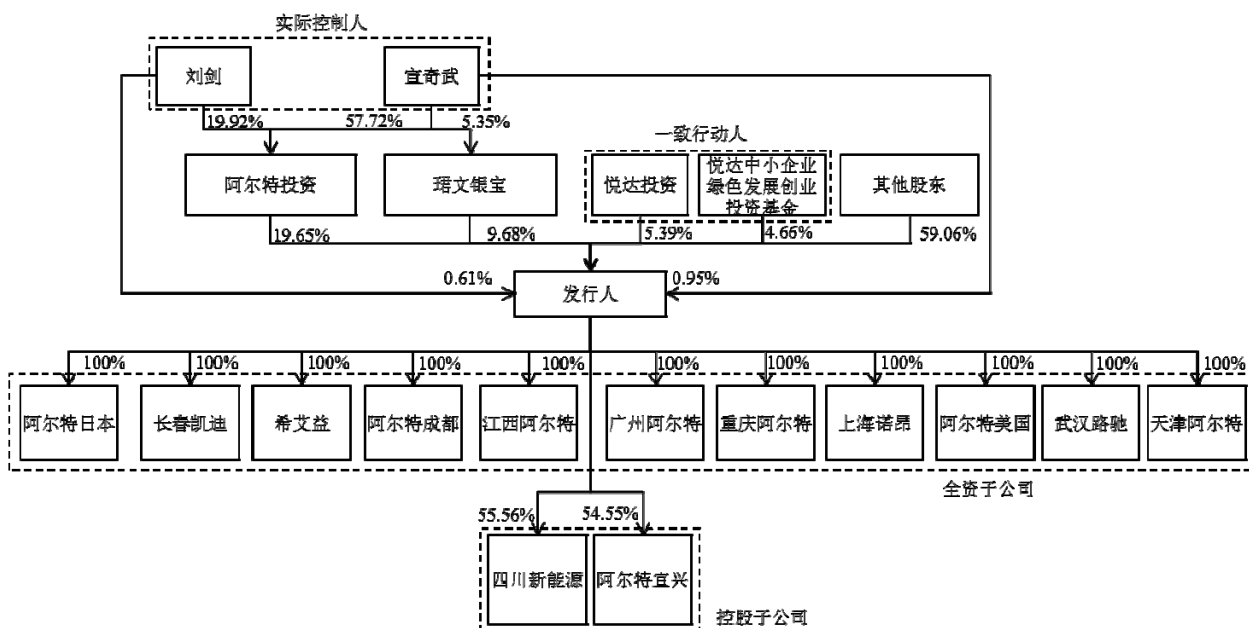 实际控制人
刘剑
宣奇武
19.92%
57.72%
5.35%
一致行动人
阿尔特投资
珺文银宝
悦达投资
悦达中小企业
绿色发展创业
投资基金
其他股东
19.65%
9.68%
5.39%
4.66%
59.06%
0.61%
发行人
0.95%
100%
100%
100%
100%
100%
100%
100%
100%
100%
100%
100%
阿尔特日本
长春凯迪
希艾益
阿尔特成都
江西阿尔特
广州阿尔特
重庆阿尔特
上海诺昂
阿尔特美国
武汉路驰
天津阿尔特
全资子公司
55.56%
54.55%
四川新能源
阿尔特宜兴
控股子公司